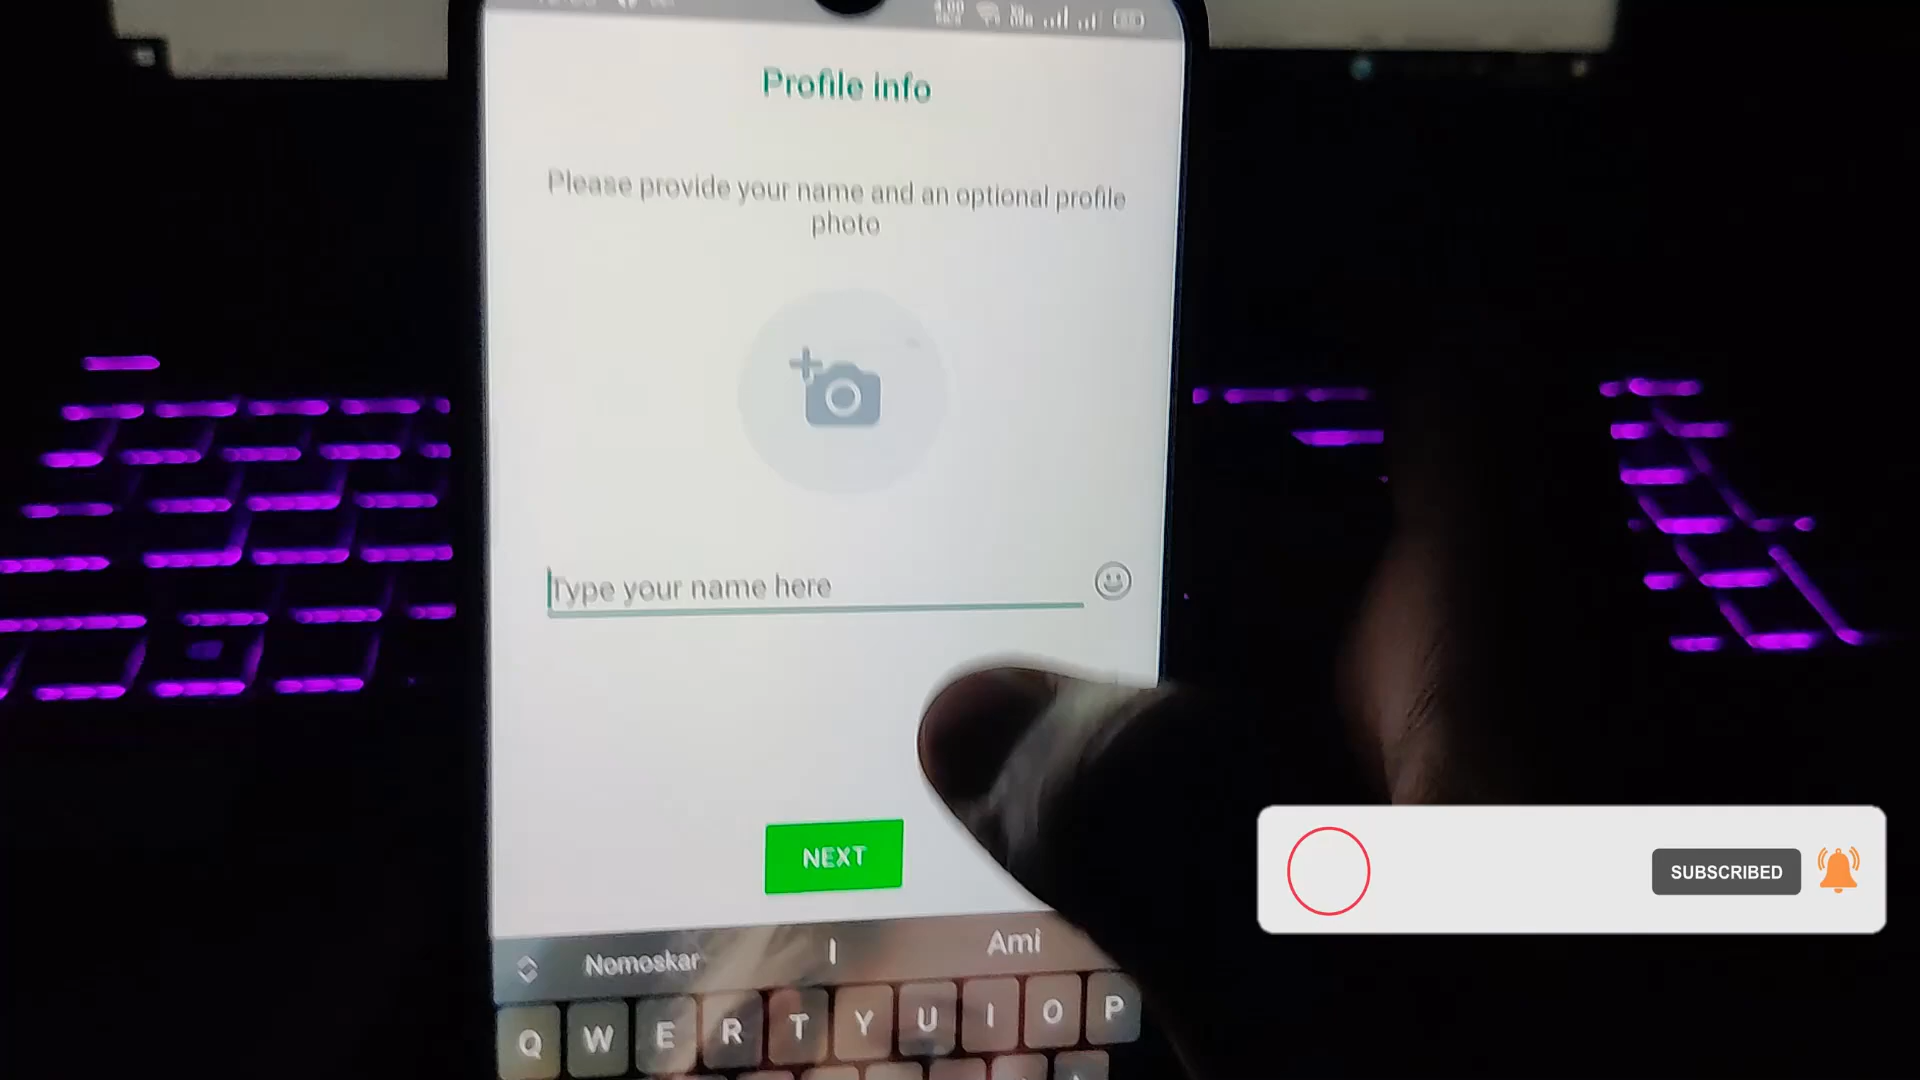 Profile info
Please provide your name and an optional profile
photo
Type your name here
NEXT
SUBSCRIBED
Nomoskar I Ami
Q W E R T Y U I O P